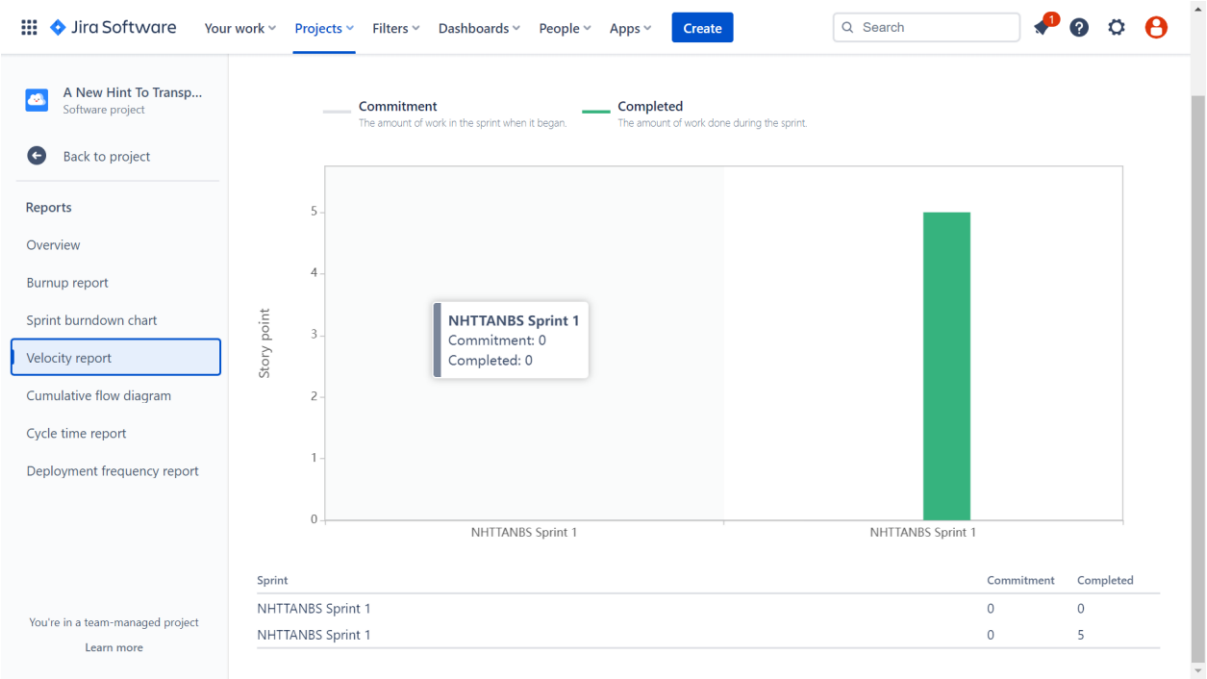 Jira Software Your work Projects Filters Dashboards People Apps Create Search 1
A New Hint To Transp...
Software project
Back to project
Reports
Overview
Burnup report
Sprint burndown chart
Velocity report
Cumulative flow diagram
Cycle time report
Deployment frequency report
You're in a team-managed project
Learn more
Commitment
The amount of work in the sprint when it began.
Completed
The amount of work done during the sprint.
Story point
5
4
3
2
1
0
NHTTANBS Sprint 1
Commitment: 0
Completed: 0
NHTTANBS Sprint 1 NHTTANBS Sprint 1
Sprint Commitment Completed
NHTTANBS Sprint 1 0 0
NHTTANBS Sprint 1 0 5